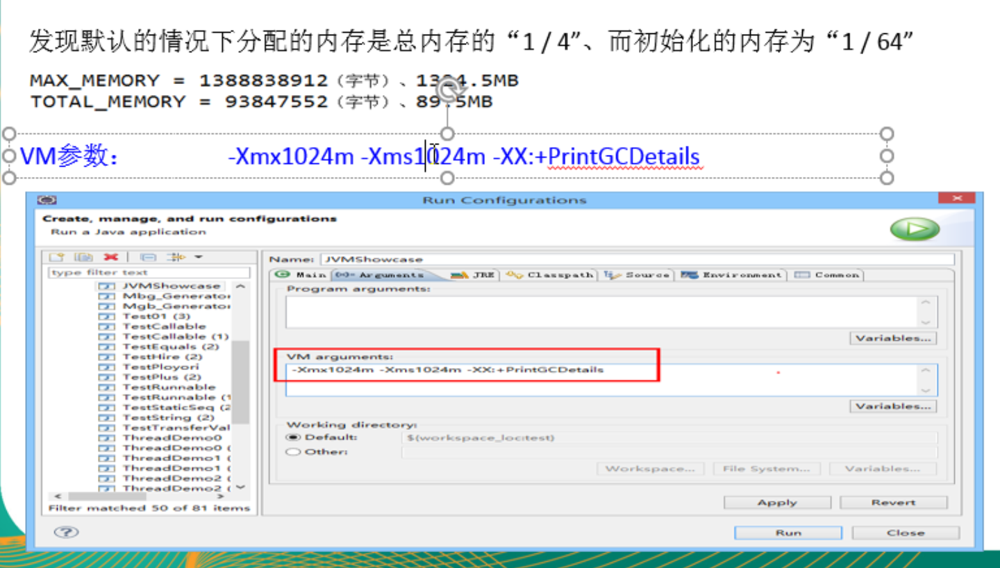 发现默认的情况下分配的内存是总内存的“1 / 4”、而初始化的内存为“1 / 64”
MAX_MEMORY = 1388838912（字节）、1324.5MB
TOTAL_MEMORY = 93847552（字节）、89.5MB
VM参数： -Xmx1024m -Xms1024m -XX:+PrintGCDetails
Run Configurations
Create, manage, and run configurations
Run a Java application
type filter text
JVMShowcase
Mbg_Generator
Mgb_Generator
Test01 (3)
TestCallable
TestCallable (1)
TestEquals (2)
TestHire (2)
TestPloyori
TestPlus (2)
TestRunnable
TestRunnable (1
TestStaticSeq (2
TestString (2)
TestTransferVal
ThreadDemo0
ThreadDemo0 (
ThreadDemo1 (
ThreadDemo1 (
ThreadDemo2 (
ThreadDemo2 (
Filter matched 50 of 81 items
Name: JVMShowcase
Main (x)= Arguments JRE Classpath Source Environment Common
Program arguments:
Variables...
VM arguments:
-Xmx1024m -Xms1024m -XX:+PrintGCDetails
Variables...
Working directory:
Default: ${workspace_loc:test}
Other:
Workspace... File System... Variables...
Apply Revert
Run Close